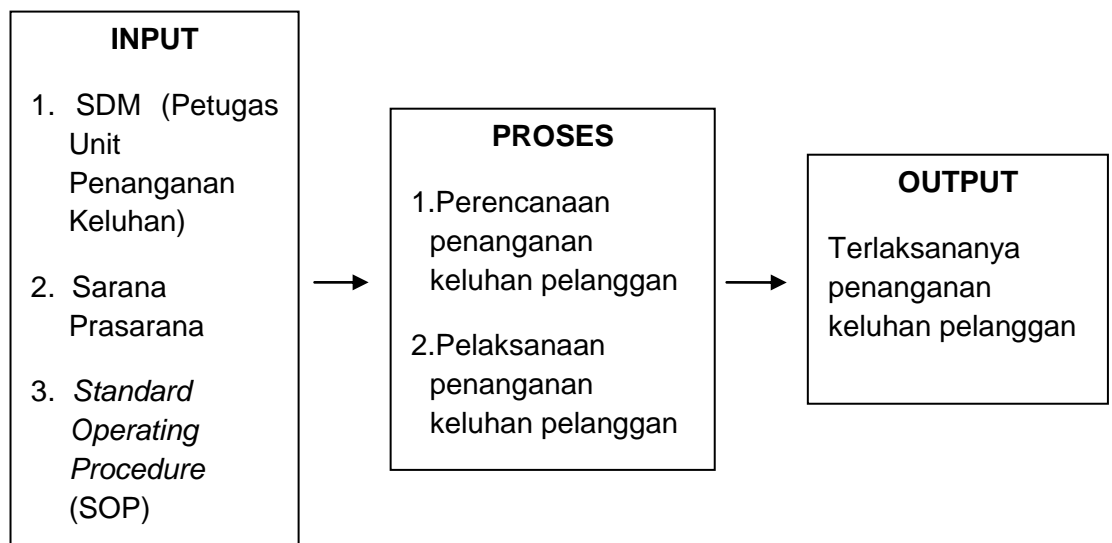 INPUT
1. SDM (Petugas
Unit
Penanganan
Keluhan)
2. Sarana
Prasarana
3. Standard
Operating
Procedure
(SOP)
PROSES
1.Perencanaan
penanganan
keluhan pelanggan
2.Pelaksanaan
penanganan
keluhan pelanggan
OUTPUT
Terlaksananya
penanganan
keluhan pelanggan